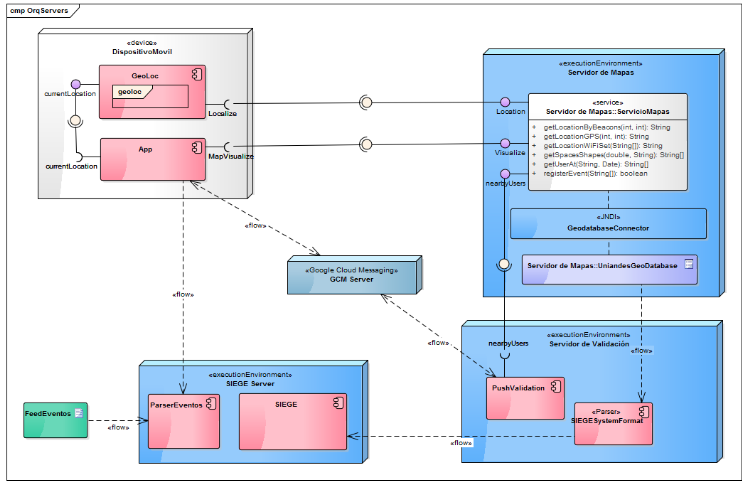 cmp OrqServers
«device»
DispositivoMovil
GeoLoc
geoloc
currentLocation
Localize
App
currentLocation
MapVisualize
«executionEnvironment»
Servidor de Mapas
Location
Visualize
nearbyUsers
«service»
Servidor de Mapas::ServicioMapas
+ getLocationByBeacons(int, int): String
+ getLocationGPS(int, int): String
+ getLocationWiFiSet(String[]): String
+ getSpacesShapes(double, String): String[]
+ getUserAt(String, Date): String[]
+ registerEvent(String[]): boolean
«JNDI»
GeodatabaseConnector
Servidor de Mapas::UniandesGeoDatabase
«flow»
«Google Cloud Messaging»
GCM Server
«flow»
«flow»
«executionEnvironment»
Servidor de Validación
nearbyUsers
«flow»
PushValidation
«Parser»
SIEGESystemFormat
«flow»
«executionEnvironment»
SIEGE Server
ParserEventos
SIEGE
FeedEventos
«flow»